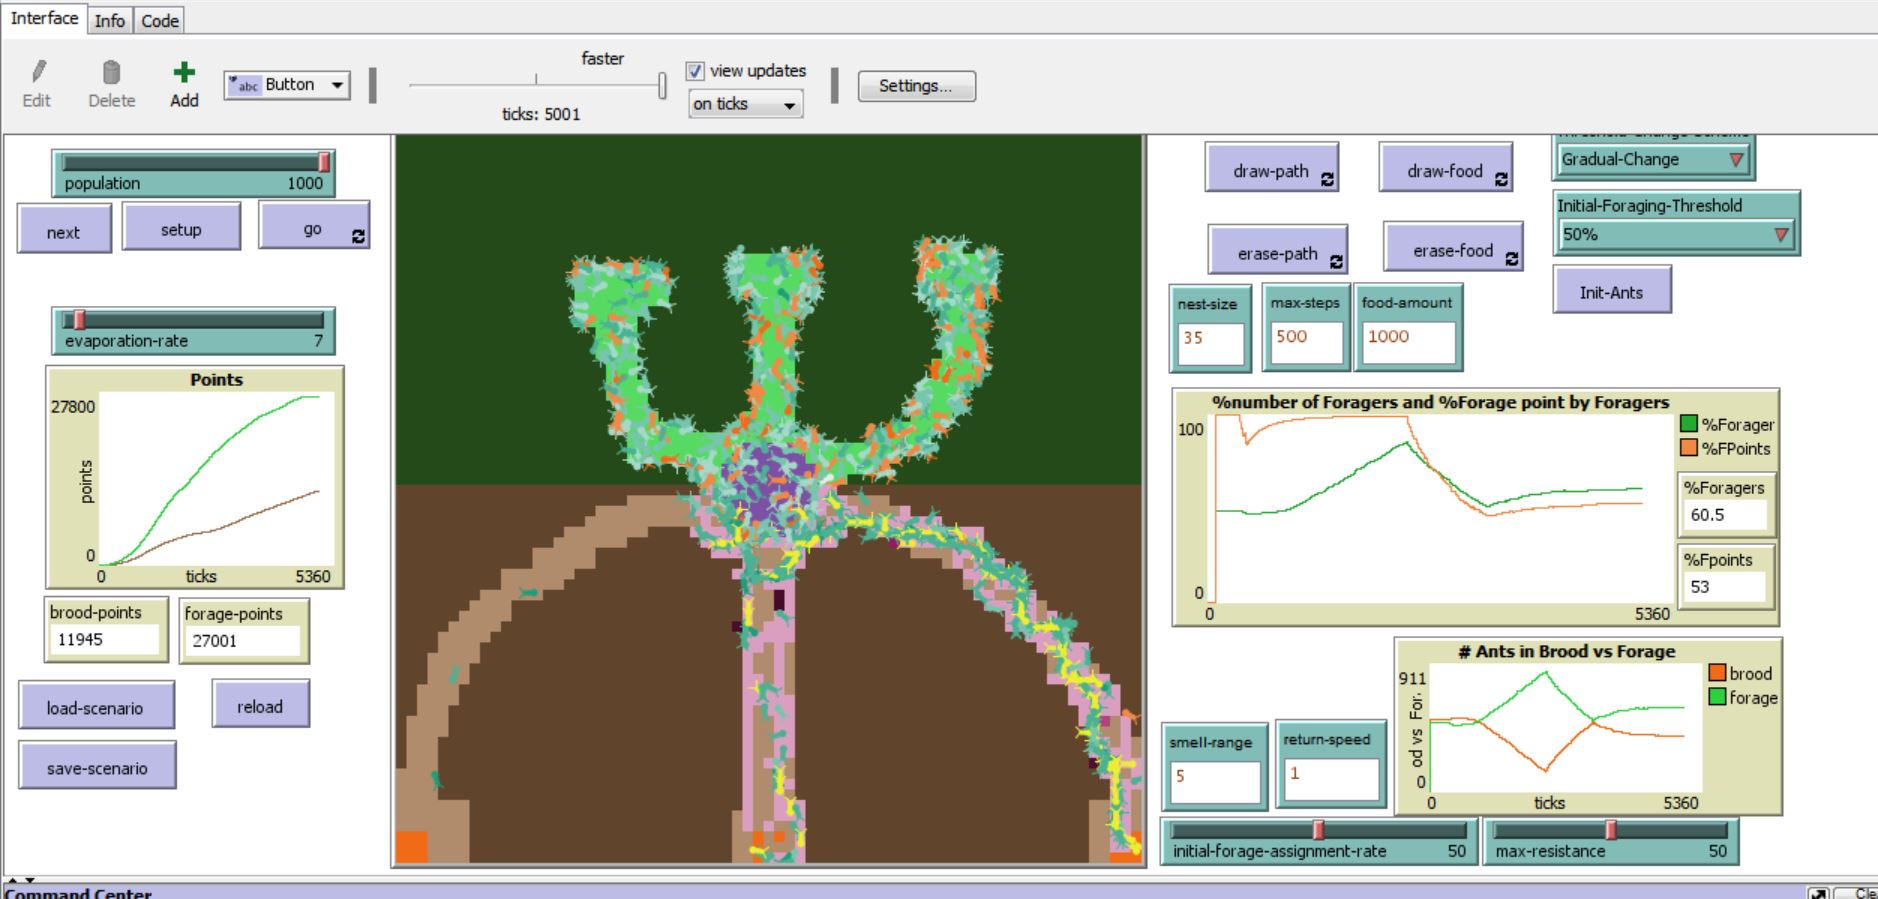 Interface Info Code
faster
Edit Delete Add abc Button view updates Settings...
on ticks
ticks: 5001
population 1000
next setup go
evaporation-rate 7
Points
27800
points
0
0 ticks 5360
brood-points forage-points
11945 27001
load-scenario reload
save-scenario
draw-path draw-food
erase-path erase-food
Threshold-Change-Scheme
Gradual-Change
Initial-Foraging-Threshold
50%
Init-Ants
nest-size max-steps food-amount
35 500 1000
%number of Foragers and %Forage point by Foragers
100
0
0 5360
%Forager
%FPoints
%Foragers
60.5
%Fpoints
53
# Ants in Brood vs Forage
911
od vs For.
0
0 ticks 5360
brood
forage
smell-range return-speed
5 1
initial-forage-assignment-rate 50 max-resistance 50
Command Center